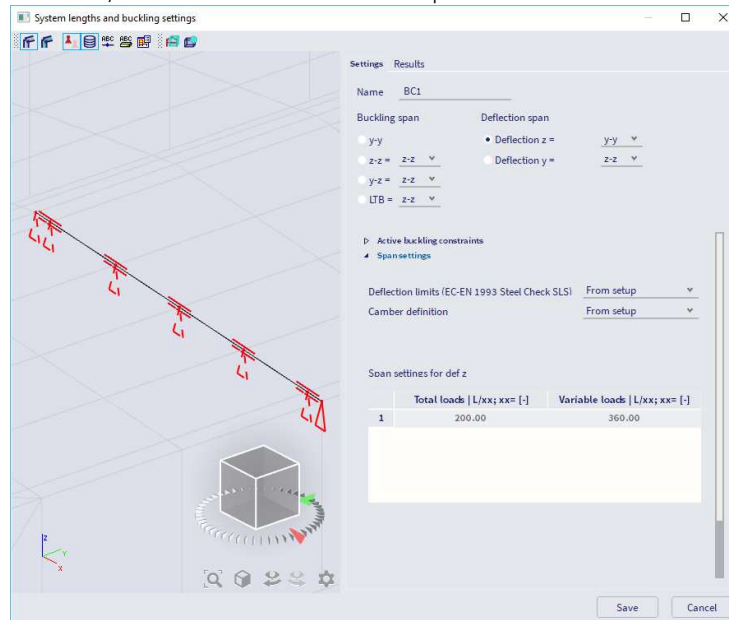 System lengths and buckling settings
ABC ABC
Settings Results
Name BC1
Buckling span Deflection span
y-y Deflection z = y-y
z-z = z-z Deflection y = z-z
y-z = z-z
LTB = z-z
Active buckling constraints
Span settings
Deflection limits (EC-EN 1993 Steel Check SLS) From setup
Camber definition From setup
Span settings for def z
Total loads | L/xx; xx= [-] Variable loads | L/xx; xx= [-]
1 200.00 360.00
z
Y
x
Save Cancel